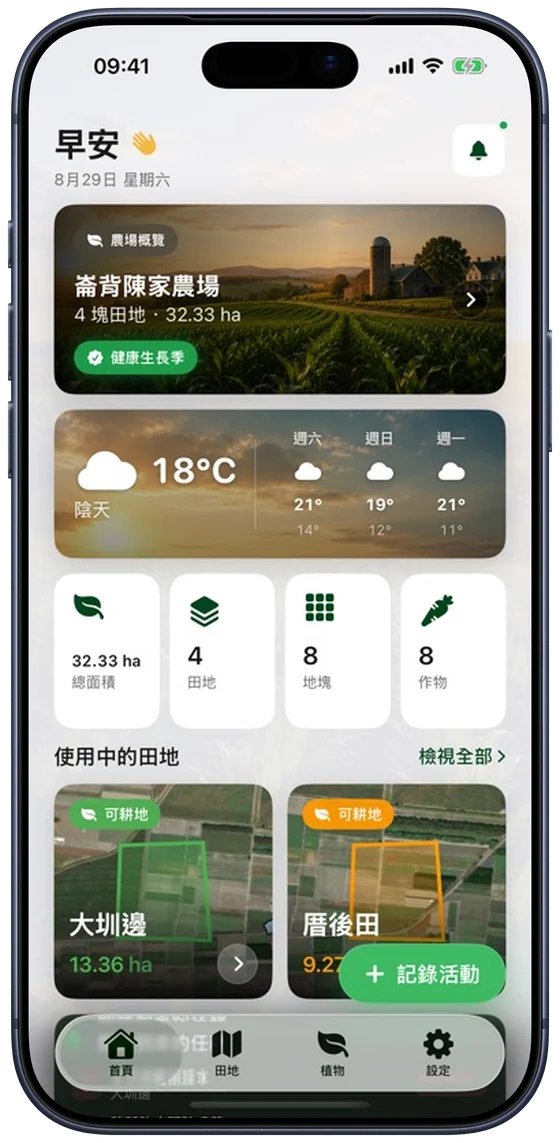 09:41
早安 👋
8月29日 星期六
農場概覽
崙背陳家農場
4 塊田地 · 32.33 ha
健康生長季
18°C
陰天
週六 週日 週一
21° 19° 21°
14° 12° 11°
32.33 ha
總面積
4
田地
8
地塊
8
作物
使用中的田地
檢視全部
可耕地
大圳邊
13.36 ha
可耕地
厝後田
9.27
記錄活動
大圳邊
首頁
田地
植物
設定